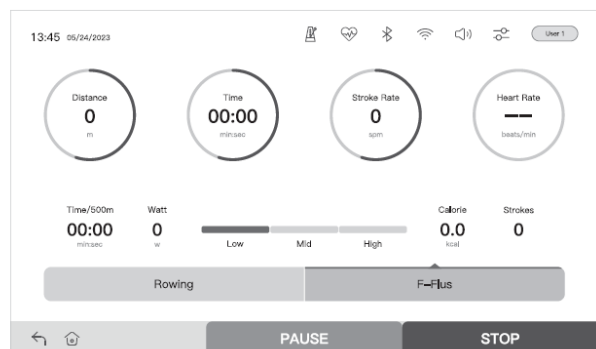 13:45 05/24/2023 User 1
Distance Time Stroke Rate Heart Rate
0 00:00 0 --
m min:sec spm beats/min
Time/500m Watt Calorie Strokes
00:00 0 0.0 0
min:sec w Low Mid High kcal
Rowing F-Flus
PAUSE STOP